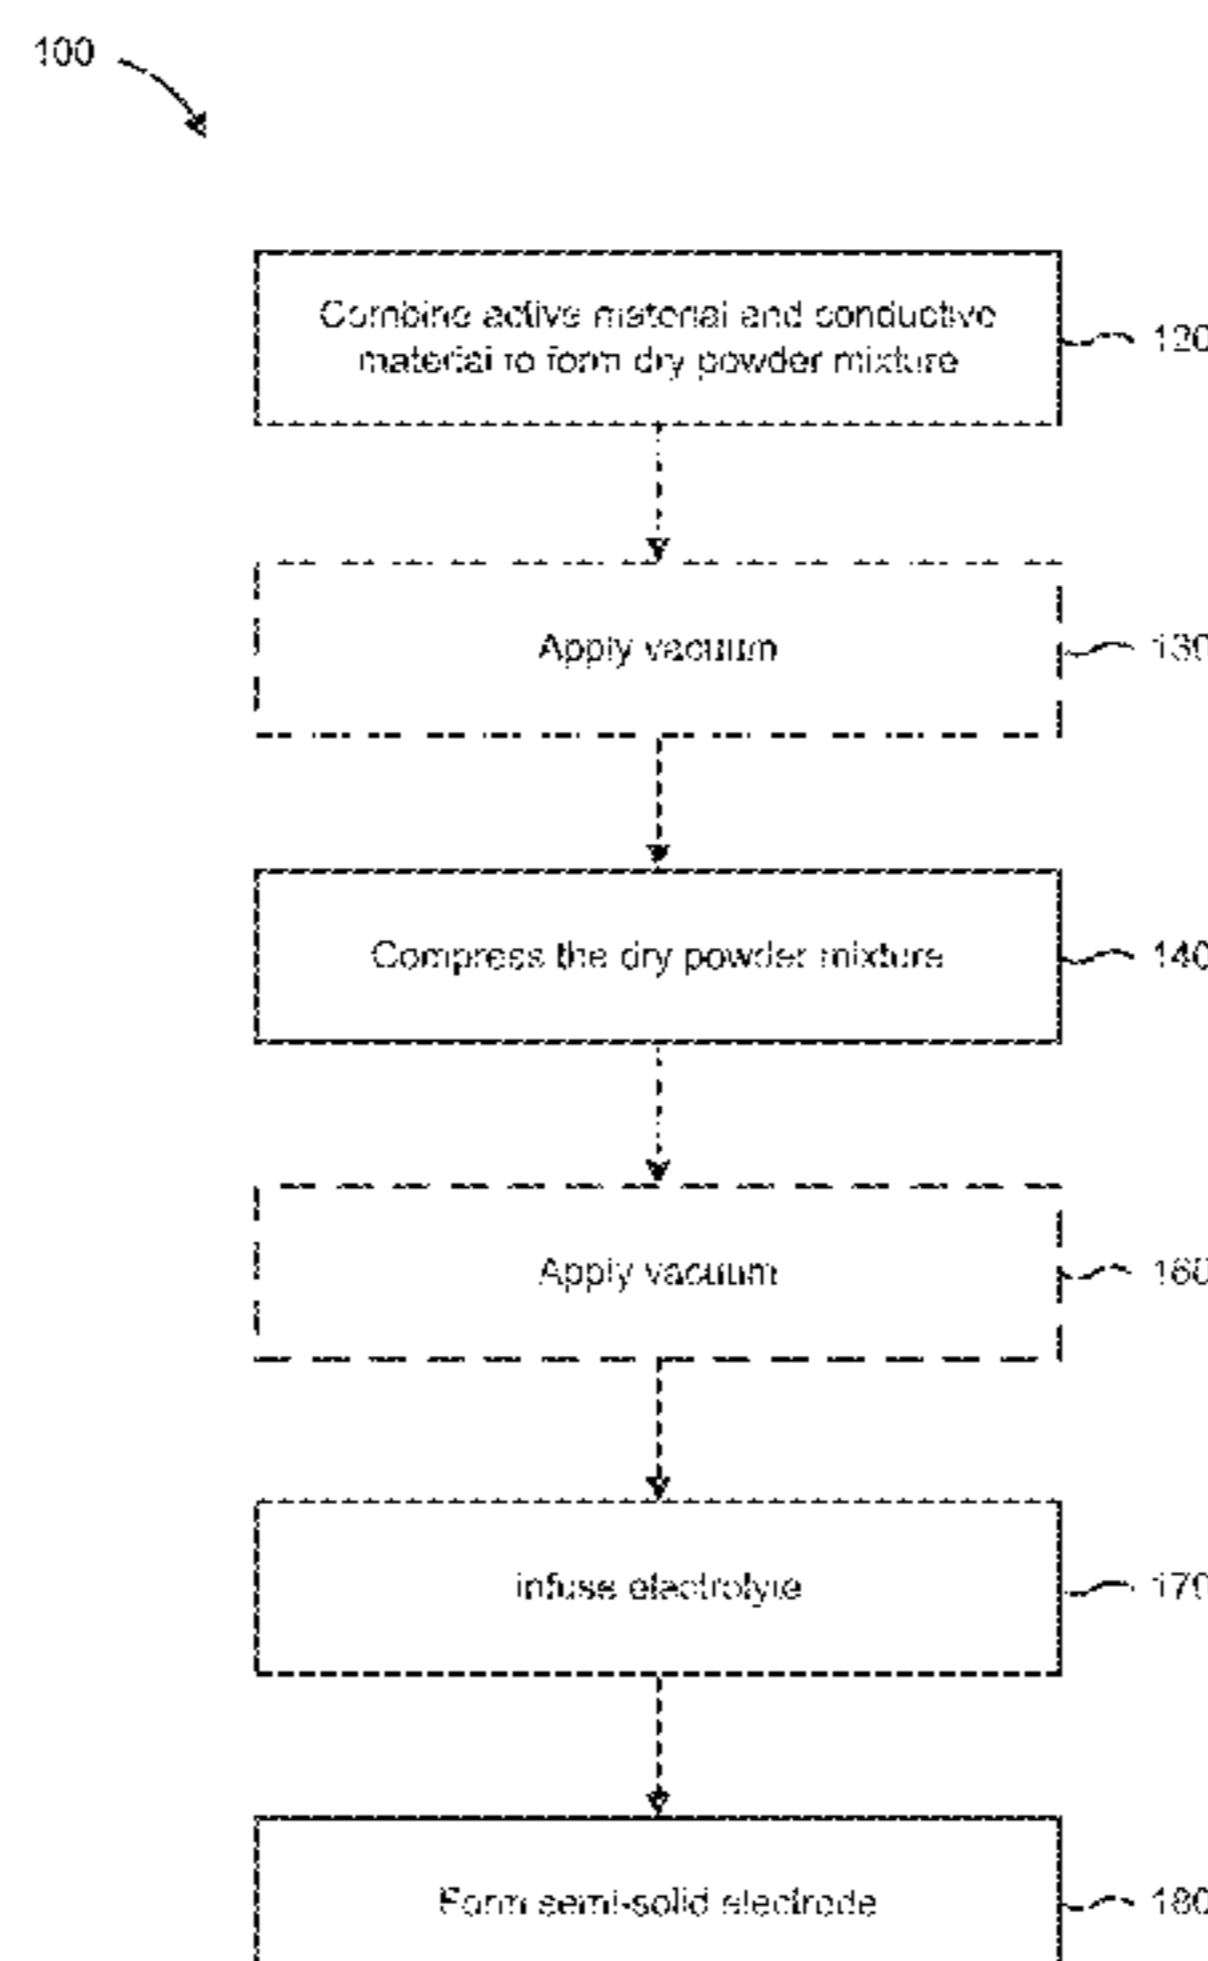 100
Combine active material and conductive
material to form dry powder mixture
120
Apply vacuum
130
Compress the dry powder mixture
140
Apply vacuum
160
infuse electrolyte
170
Form semi-solid electrode
180